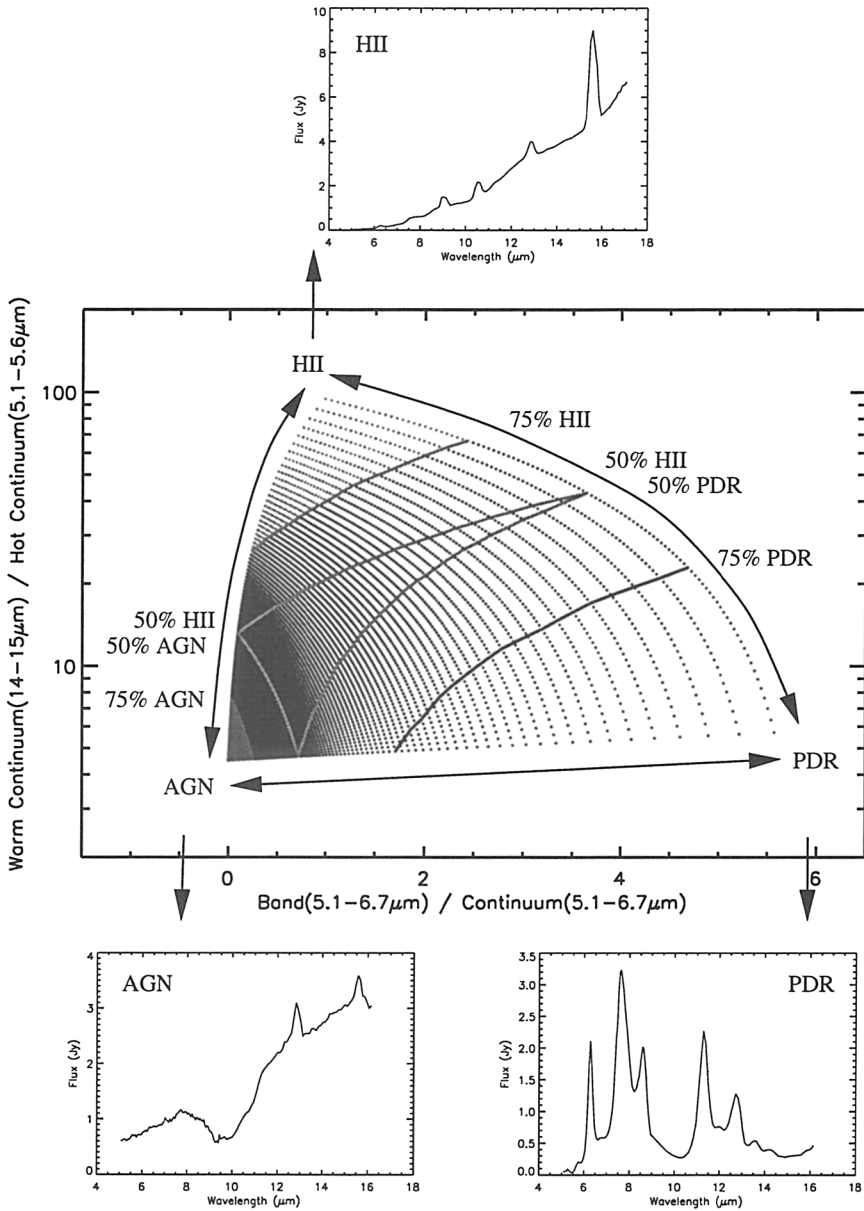 HII
10
8
6
4
2
0
Flux (Jy)
4 6 8 10 12 14 16 18
Wavelength (μm)
Warm Continuum(14−15μm) / Hot Continuum(5.1−5.6μm)
100
10
HII
75% HII
50% HII
50% PDR
75% PDR
50% HII
50% AGN
75% AGN
AGN
PDR
0 2 4 6
Band(5.1−6.7μm) / Continuum(5.1−6.7μm)
AGN
4
3
2
1
0
Flux (Jy)
4 6 8 10 12 14 16 18
Wavelength (μm)
PDR
3.5
3.0
2.5
2.0
1.5
1.0
0.5
0.0
Flux (Jy)
4 6 8 10 12 14 16 18
Wavelength (μm)